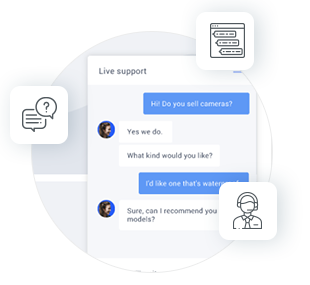 Live support
Hi! Do you sell cameras?
Yes we do.
What kind would you like?
I'd like one that's
Sure, can I recommend you
models?